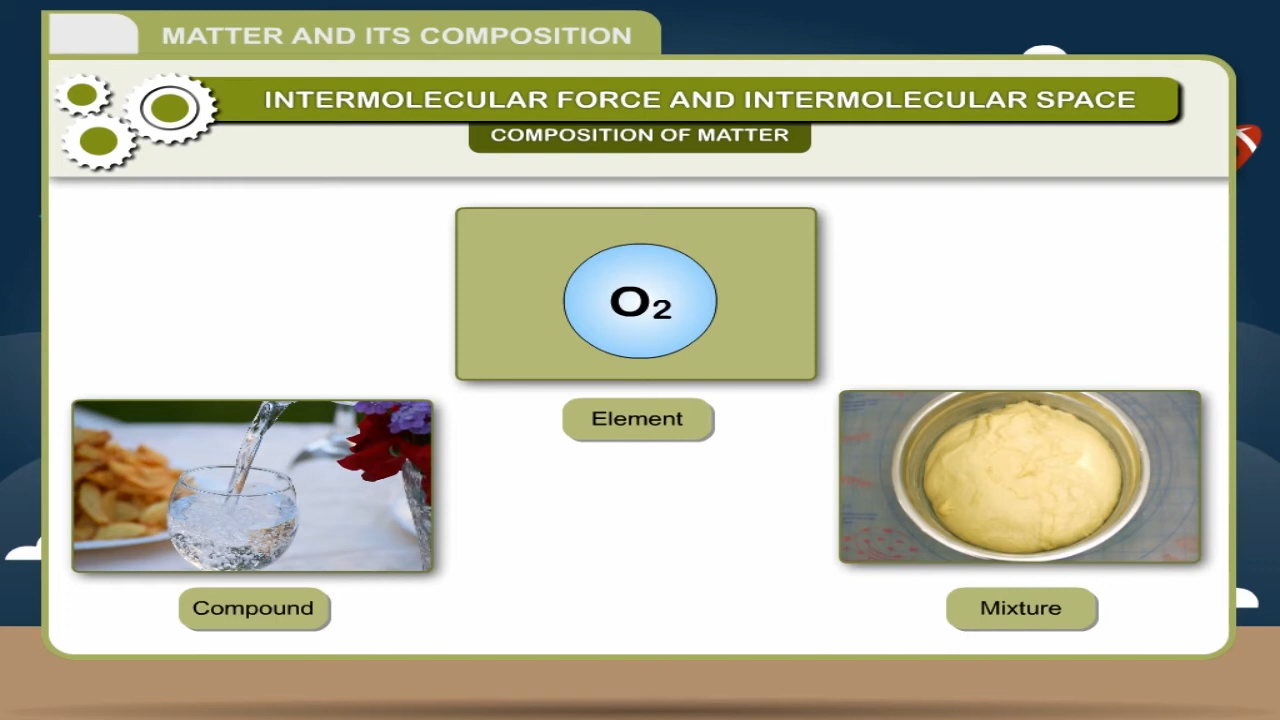 MATTER AND ITS COMPOSITION
INTERMOLECULAR FORCE AND INTERMOLECULAR SPACE
COMPOSITION OF MATTER
O₂
Element
Compound
Mixture